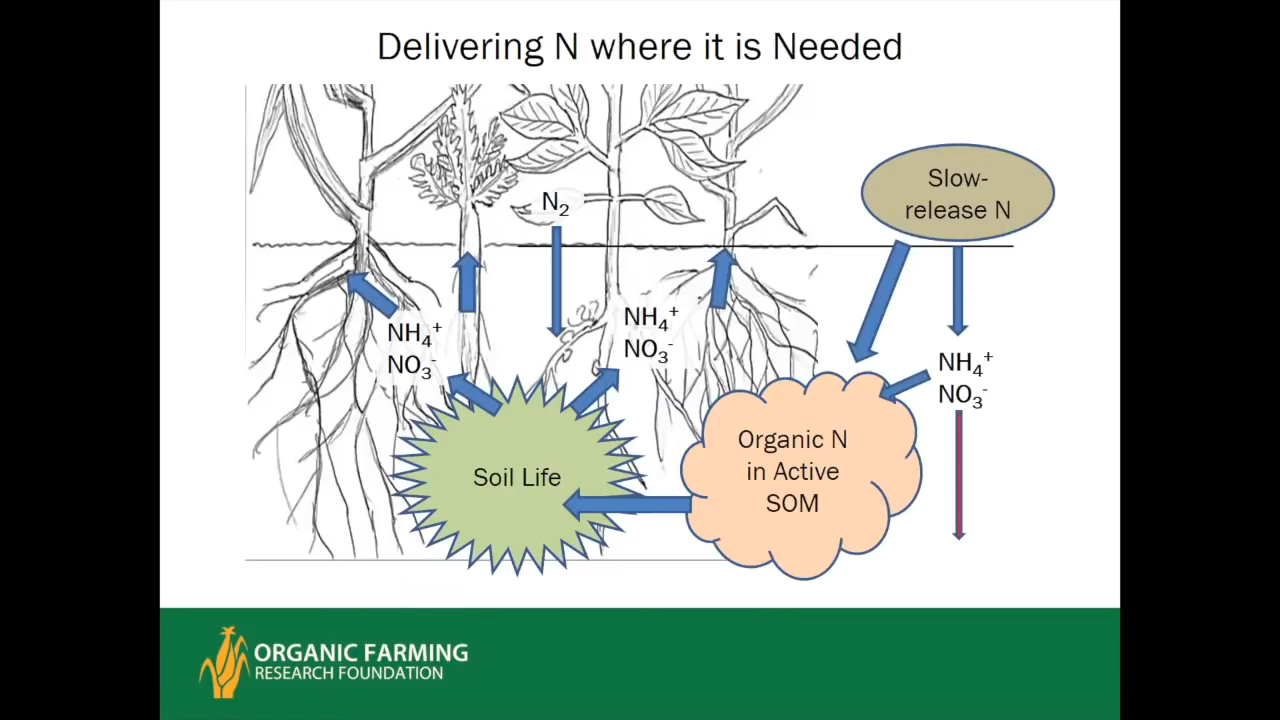 Delivering N where it is Needed
Slow-
release N
N₂
NH₄⁺
NO₃⁻
NH₄⁺
NO₃⁻
NH₄⁺
NO₃⁻
Organic N
in Active
SOM
Soil Life
ORGANIC FARMING
RESEARCH FOUNDATION